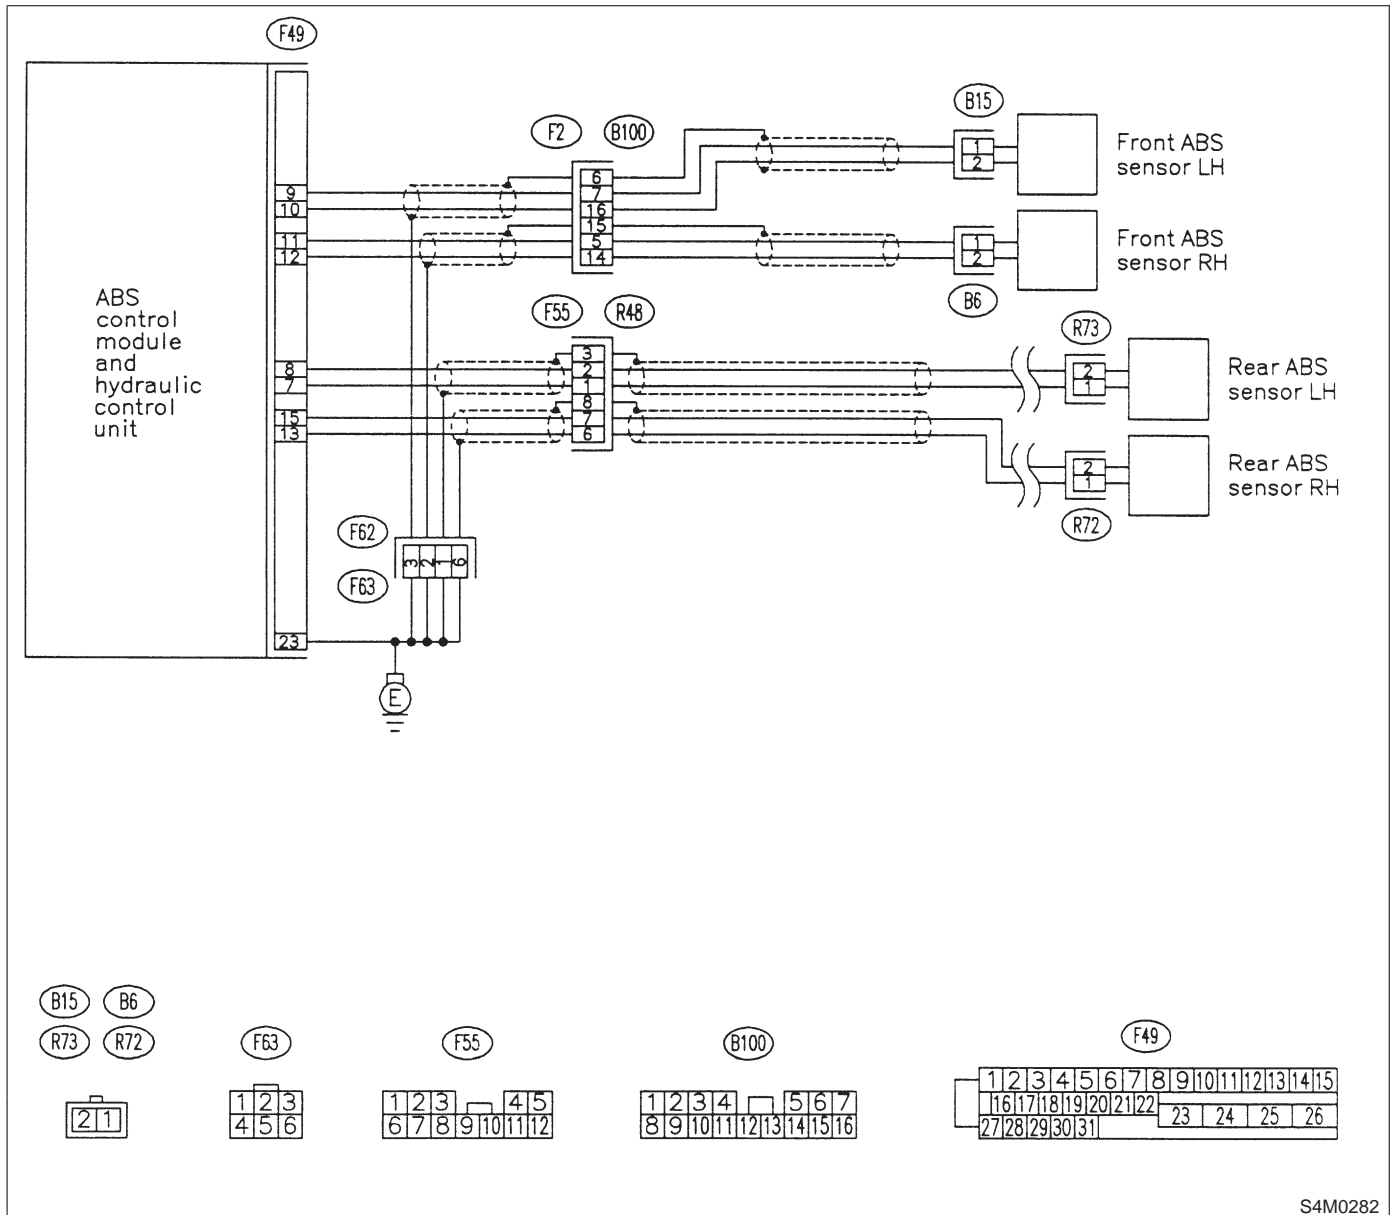 F49
B15
F2 B100
Front ABS
sensor LH
1
2
6
7
16
15
5
14
9
10
11
12
Front ABS
sensor RH
1
2
B6
ABS
control
module
and
hydraulic
control
unit
F55 R48
R73
3
2
1
8
7
6
8
7
15
13
2
1
Rear ABS
sensor LH
2
1
Rear ABS
sensor RH
R72
F62
3 2 1 6
F63
23
E
B15 B6
R73 R72
F63
F55
B100
F49
2 1
1 2 3
4 5 6
1 2 3 4 5
6 7 8 9 10 11 12
1 2 3 4 5 6 7
8 9 10 11 12 13 14 15 16
1 2 3 4 5 6 7 8 9 10 11 12 13 14 15
16 17 18 19 20 21 22 23 24 25 26
27 28 29 30 31
S4M0282